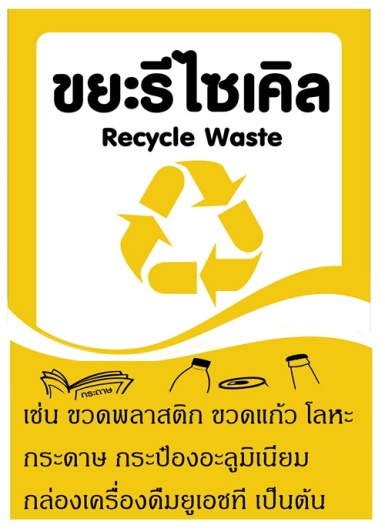 ขยะรีไซเคิล
Recycle Waste
กระดาษ
เช่น ขวดพลาสติก ขวดแก้ว โลหะ
กระดาษ กระป๋องอะลูมิเนียม
กล่องเครื่องดื่มยูเอชที เป็นต้น